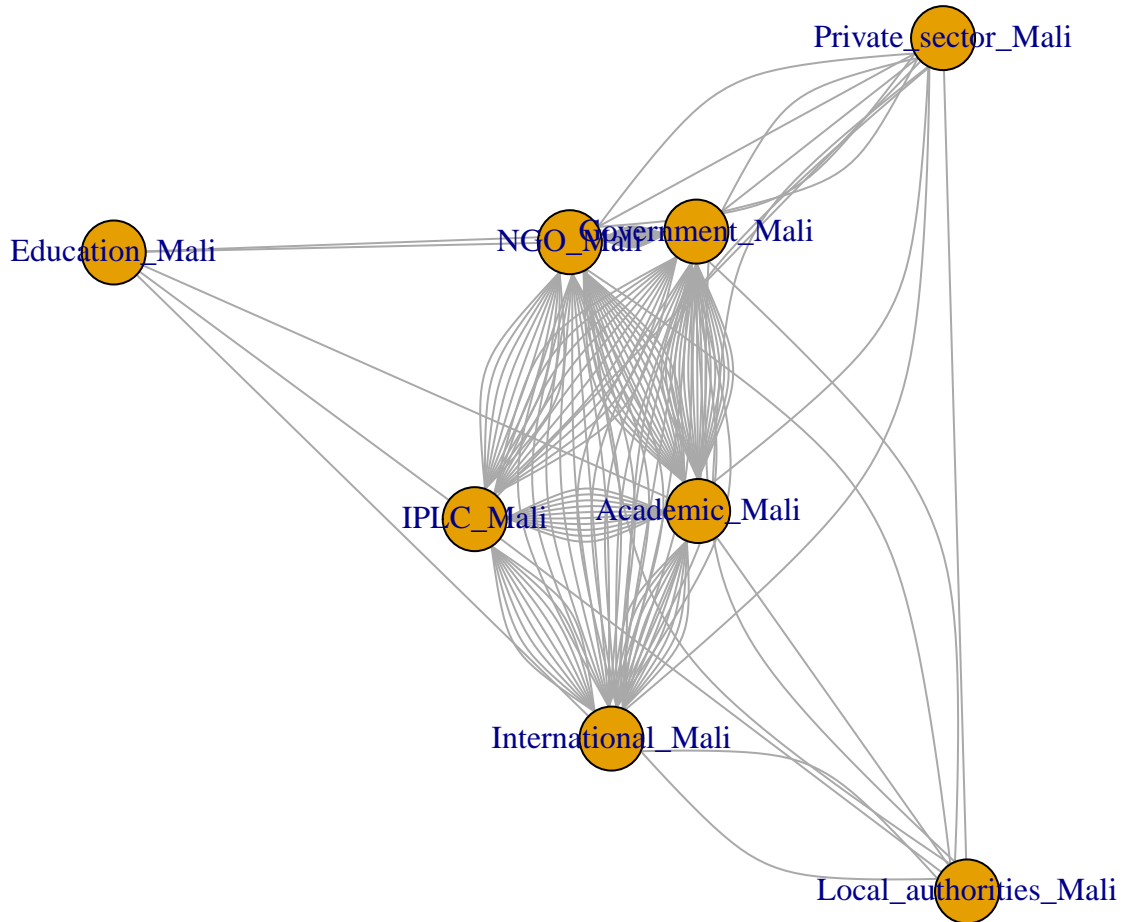 Private_sector_Mali
Government_Mali
NGO_Mali
Education_Mali
Academic_Mali
IPLC_Mali
International_Mali
Local_authorities_Mali